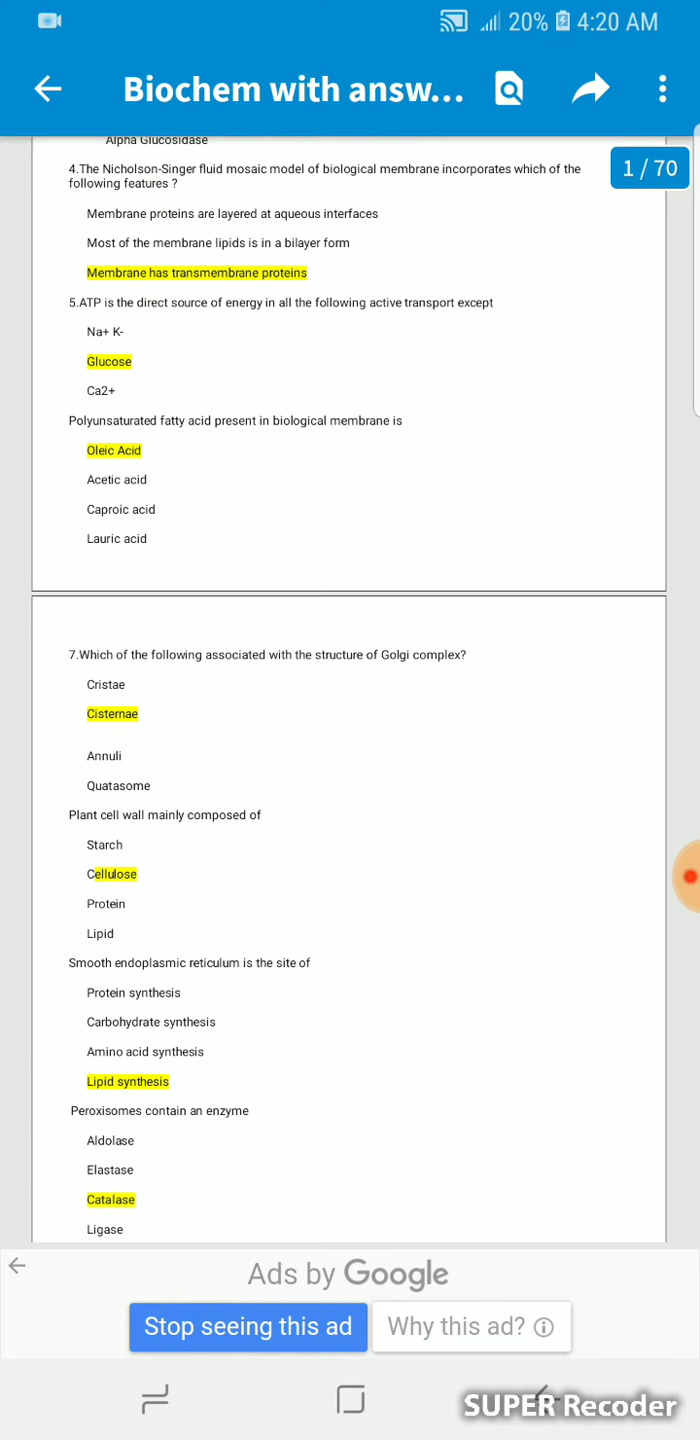 20% 4:20 AM
Biochem with answ...
Alpha Glucosidase
1 / 70
4.The Nicholson-Singer fluid mosaic model of biological membrane incorporates which of the
following features ?
Membrane proteins are layered at aqueous interfaces
Most of the membrane lipids is in a bilayer form
Membrane has transmembrane proteins
5.ATP is the direct source of energy in all the following active transport except
Na+ K-
Glucose
Ca2+
Polyunsaturated fatty acid present in biological membrane is
Oleic Acid
Acetic acid
Caproic acid
Lauric acid
7.Which of the following associated with the structure of Golgi complex?
Cristae
Cisternae
Annuli
Quatasome
Plant cell wall mainly composed of
Starch
Cellulose
Protein
Lipid
Smooth endoplasmic reticulum is the site of
Protein synthesis
Carbohydrate synthesis
Amino acid synthesis
Lipid synthesis
Peroxisomes contain an enzyme
Aldolase
Elastase
Catalase
Ligase
Ads by Google
Stop seeing this ad Why this ad?
SUPER Recoder